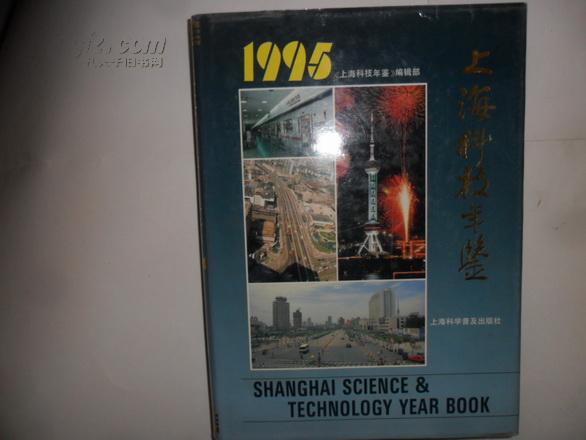 1995
《上海科技年鉴》编辑部
上海科技年鉴
上海科学普及出版社
SHANGHAI SCIENCE &
TECHNOLOGY YEAR BOOK